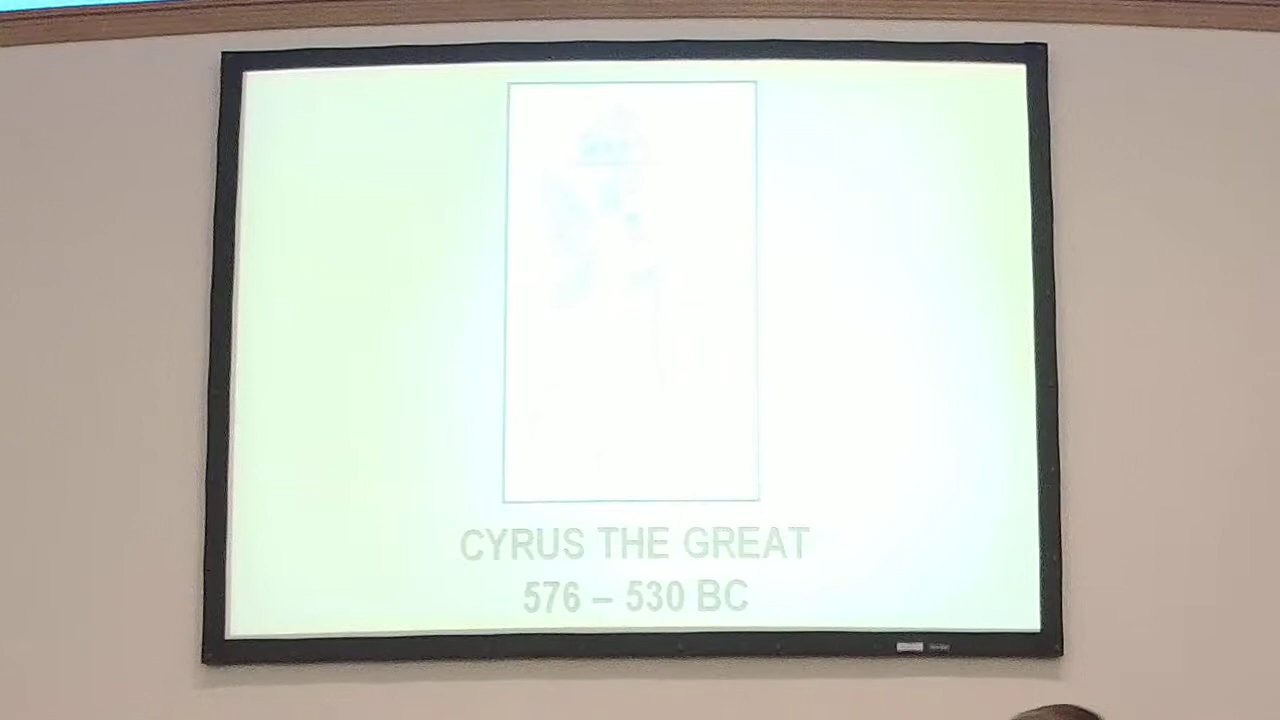 CYRUS THE GREAT
576 – 530 BC